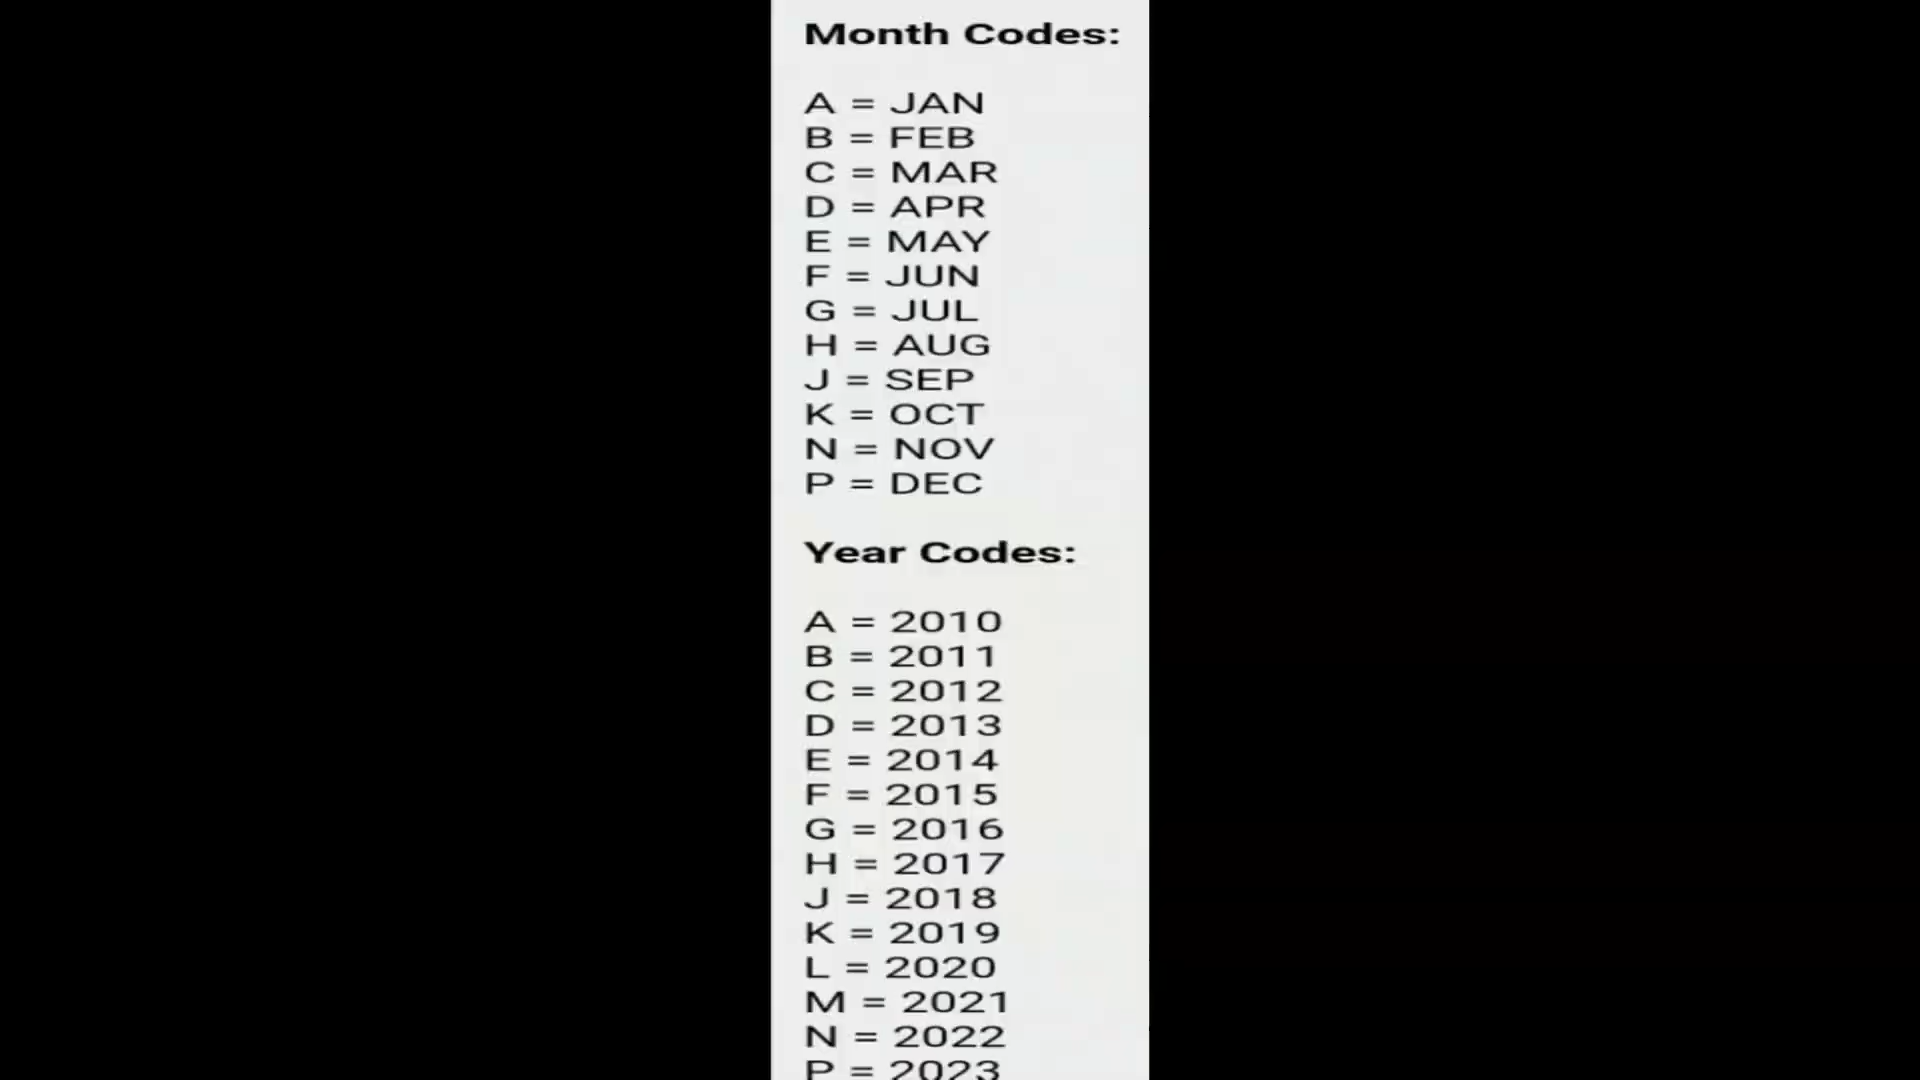 Month Codes:
A = JAN
B = FEB
C = MAR
D = APR
E = MAY
F = JUN
G = JUL
H = AUG
J = SEP
K = OCT
N = NOV
P = DEC
Year Codes:
A = 2010
B = 2011
C = 2012
D = 2013
E = 2014
F = 2015
G = 2016
H = 2017
J = 2018
K = 2019
L = 2020
M = 2021
N = 2022
P = 2023